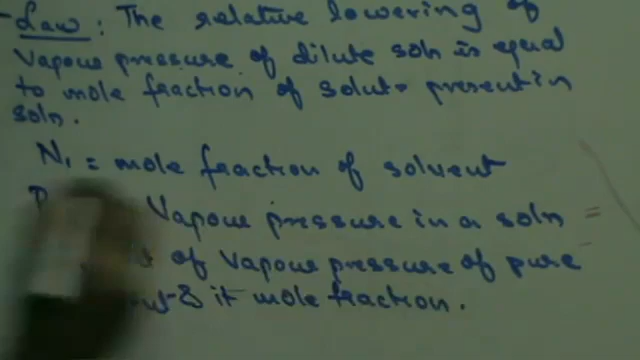 - Law : The relative lowering of
Vapour pressure of dilute soln is equal
to mole fraction of solute present in
soln.
N₁ = mole fraction of solvent
Vapour pressure in a soln =
of Vapour pressure of pure
& it mole fraction.